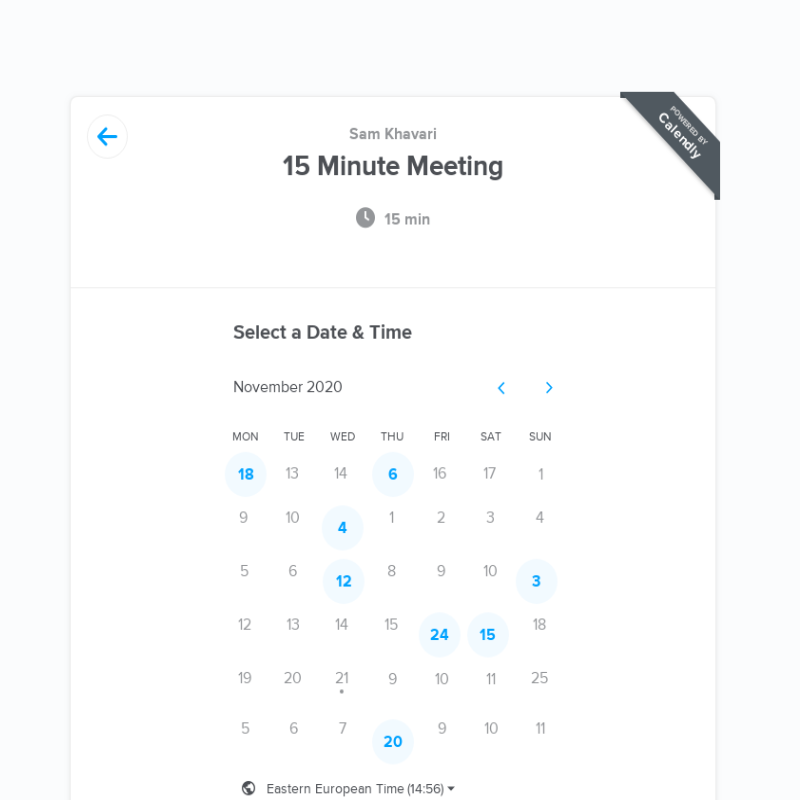 POWERED BY
Calendly
Sam Khavari
15 Minute Meeting
15 min
Select a Date & Time
November 2020
MON TUE WED THU FRI SAT SUN
18 13 14 6 16 17 1
9 10 4 1 2 3 4
5 6 12 8 9 10 3
12 13 14 15 24 15 18
19 20 21 9 10 11 25
5 6 7 20 9 10 11
Eastern European Time (14:56)